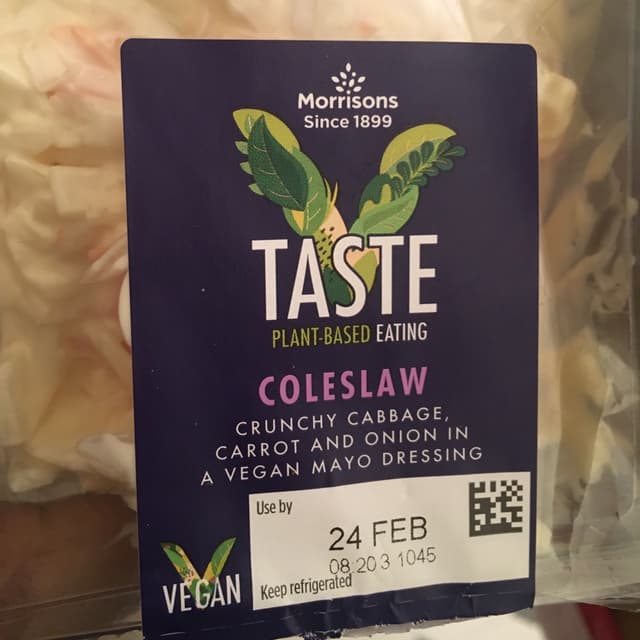 Morrisons
Since 1899
TASTE
PLANT-BASED EATING
COLESLAW
CRUNCHY CABBAGE,
CARROT AND ONION IN
A VEGAN MAYO DRESSING
Use by
24 FEB
08:20 3 1045
Keep refrigerated
VEGAN